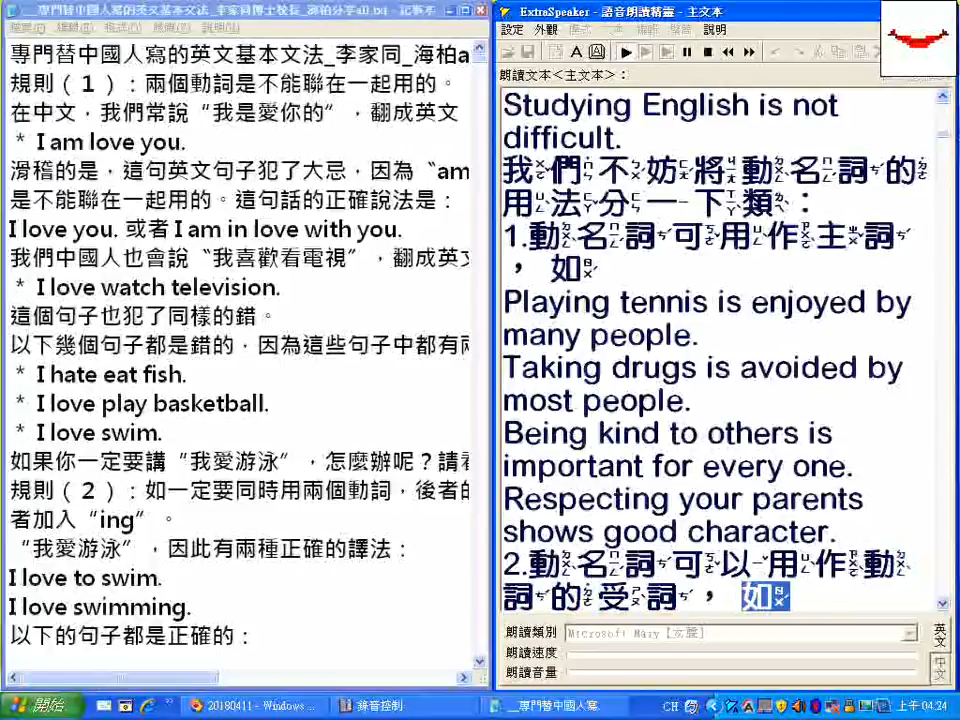 專門替中國人寫的英文基本文法_李家同_海柏a
規則（1）：兩個動詞是不能聯在一起用的。
在中文，我們常說“我是愛你的”，翻成英文
* I am love you.
滑稽的是，這句英文句子犯了大忌，因為“am
是不能聯在一起用的。這句話的正確說法是：
I love you. 或者 I am in love with you.
我們中國人也會說“我喜歡看電視”，翻成英文
* I love watch television.
這個句子也犯了同樣的錯。
以下幾個句子都是錯的，因為這些句子中都有兩
* I hate eat fish.
* I love play basketball.
* I love swim.
如果你一定要講“我愛游泳”，怎麼辦呢？請看
規則（2）：如一定要同時用兩個動詞，後者的
者加入“ing”。
“我愛游泳”，因此有兩種正確的譯法：
I love to swim.
I love swimming.
以下的句子都是正確的：
ExtraSpeaker - 語音朗讀精靈 - 主文本
設定 外觀 說明
朗讀文本<主文本>：
Studying English is not
difficult.
我們不妨將動名詞的
用法分一下類：
1.動名詞可用作主詞
，如
Playing tennis is enjoyed by
many people.
Taking drugs is avoided by
most people.
Being kind to others is
important for every one.
Respecting your parents
shows good character.
2.動名詞可以用作動
詞的受詞，如
朗讀類別 Microsoft Mary [女聲]
朗讀速度
朗讀音量
英文
中文
開始 20180411 - Windows ... 錄音控制 __專門替中國人寫... CH 上午 04:24